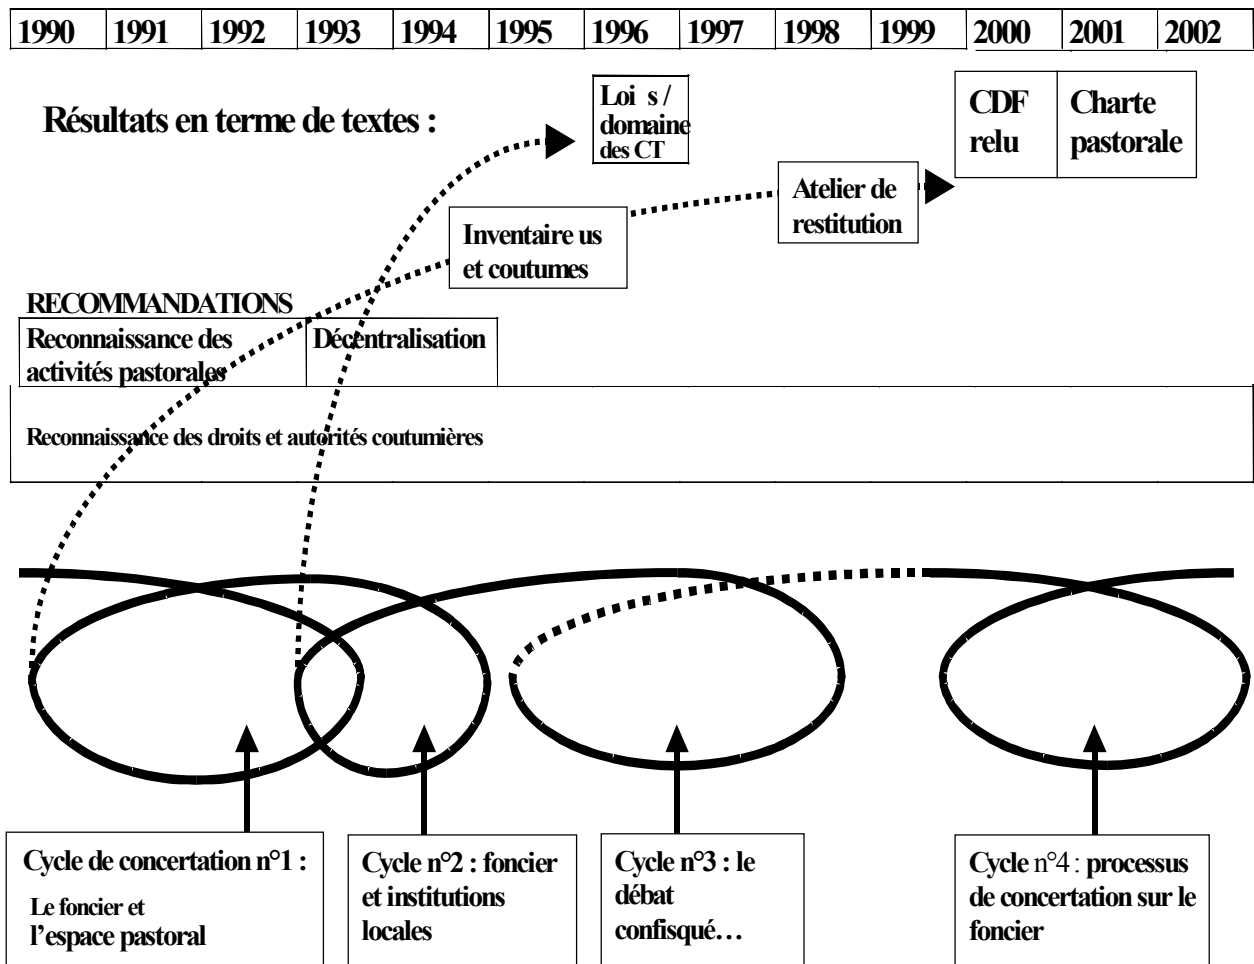 1990 1991 1992 1993 1994 1995 1996 1997 1998 1999 2000 2001 2002
Résultats en terme de textes :
Loi s /
domaine
des CT
CDF
relu
Charte
pastorale
Atelier de
restitution
Inventaire us
et coutumes
RECOMMANDATIONS
Reconnaissance des
activités pastorales
Décentralisation
Reconnaissance des droits et autorités coutumières
Cycle de concertation n°1 :
Le foncier et
l'espace pastoral
Cycle n°2 : foncier
et institutions
locales
Cycle n°3 : le
débat
confisqué…
Cycle n°4 : processus
de concertation sur le
foncier